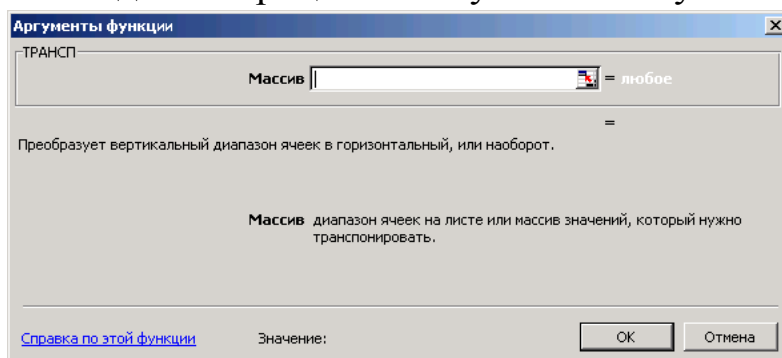 Аргументы функции
ТРАНСП
Массив = любое
=
Преобразует вертикальный диапазон ячеек в горизонтальный, или наоборот.
Массив диапазон ячеек на листе или массив значений, который нужно
транспонировать.
Справка по этой функции Значение: OK Отмена